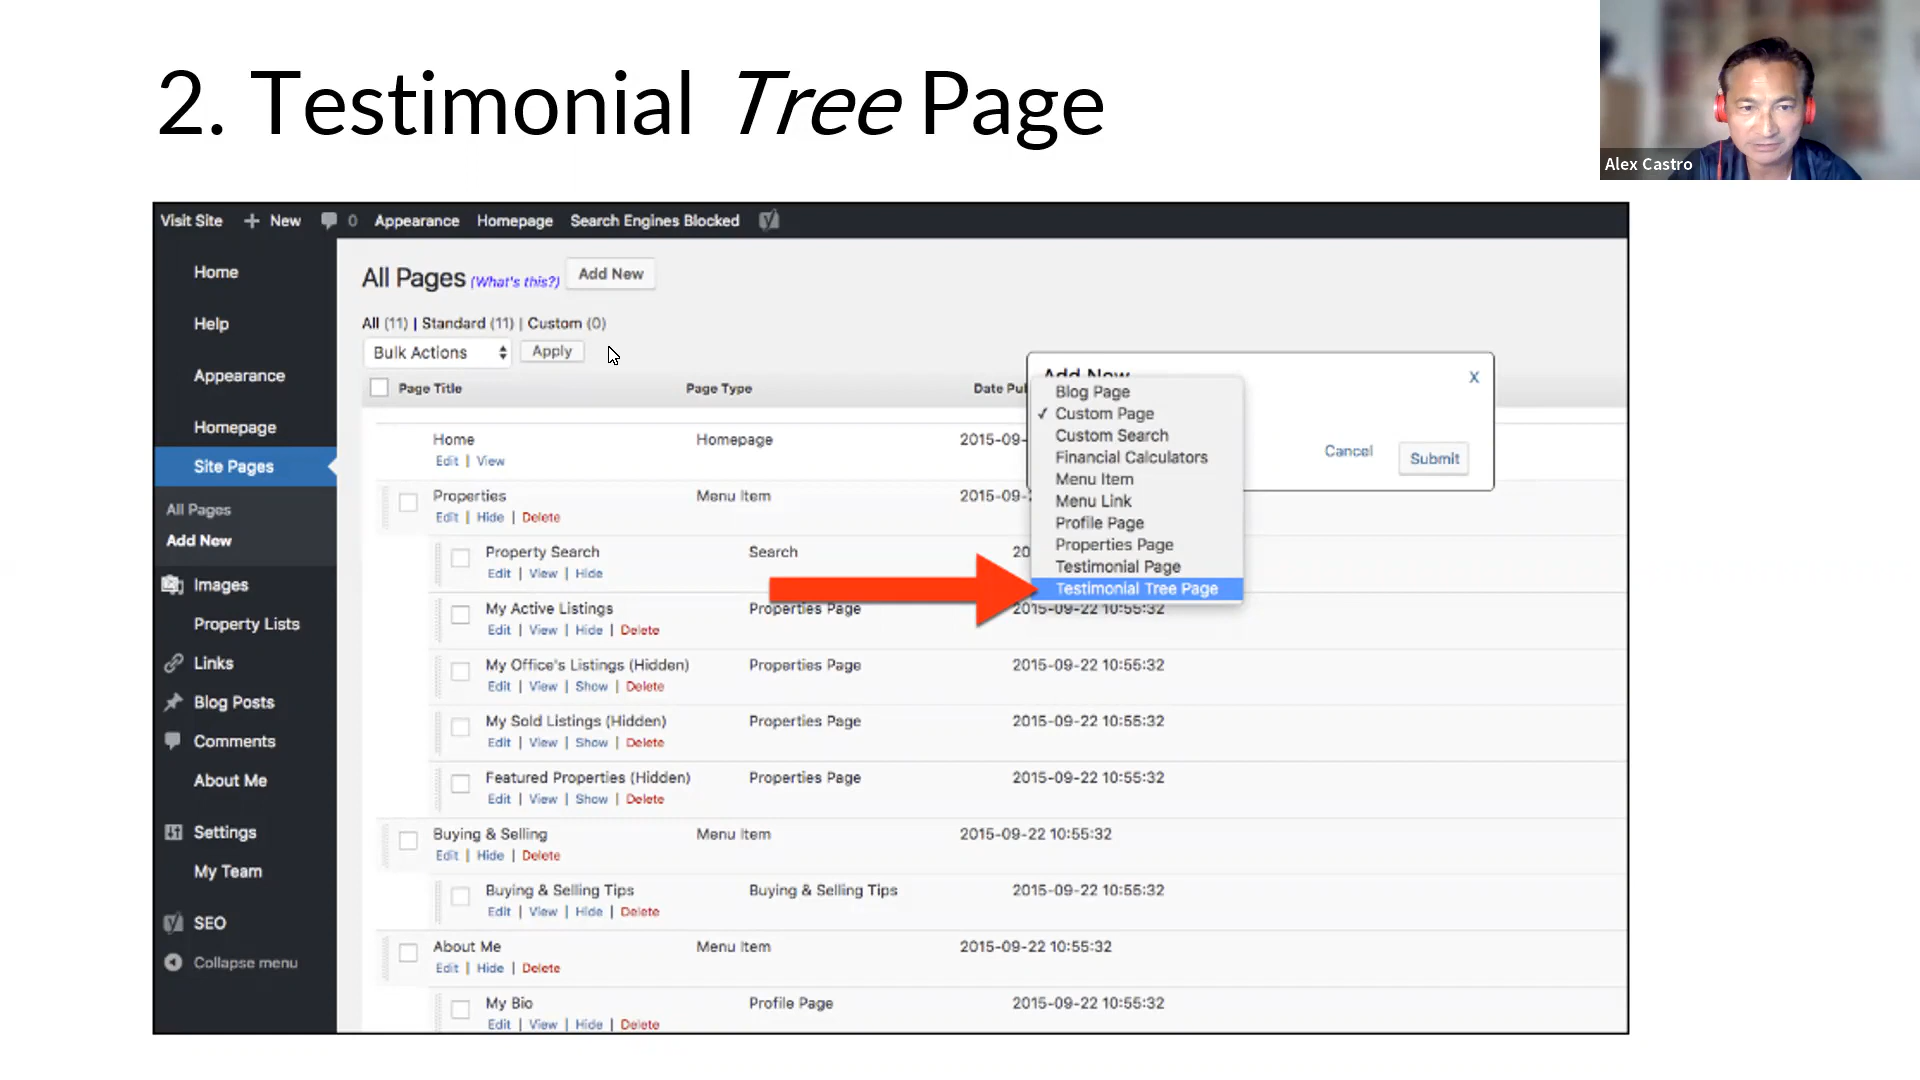 2. Testimonial Tree Page
Alex Castro
Visit Site New 0 Appearance Homepage Search Engines Blocked
Home
Help
Appearance
Homepage
Site Pages
All Pages
Add New
Images
Property Lists
Links
Blog Posts
Comments
About Me
Settings
My Team
SEO
Collapse menu
All Pages (What's this?) Add New
All (11) | Standard (11) | Custom (0)
Bulk Actions Apply
Page Title Page Type Date Pu
Home Homepage 2015-09-
Edit | View
Properties Menu Item 2015-09-
Edit | Hide | Delete
Property Search Search 20
Edit | View | Hide
My Active Listings Properties Page 2015-09-22 10:55:32
Edit | View | Hide | Delete
My Office's Listings (Hidden) Properties Page 2015-09-22 10:55:32
Edit | View | Show | Delete
My Sold Listings (Hidden) Properties Page 2015-09-22 10:55:32
Edit | View | Show | Delete
Featured Properties (Hidden) Properties Page 2015-09-22 10:55:32
Edit | View | Show | Delete
Buying & Selling Menu Item 2015-09-22 10:55:32
Edit | Hide | Delete
Buying & Selling Tips Buying & Selling Tips 2015-09-22 10:55:32
Edit | View | Hide | Delete
About Me Menu Item 2015-09-22 10:55:32
Edit | Hide | Delete
My Bio Profile Page 2015-09-22 10:55:32
Edit | View | Hide | Delete
Add New X
Blog Page
✓ Custom Page
Custom Search
Financial Calculators
Menu Item
Menu Link
Profile Page
Properties Page
Testimonial Page
Testimonial Tree Page
Cancel Submit